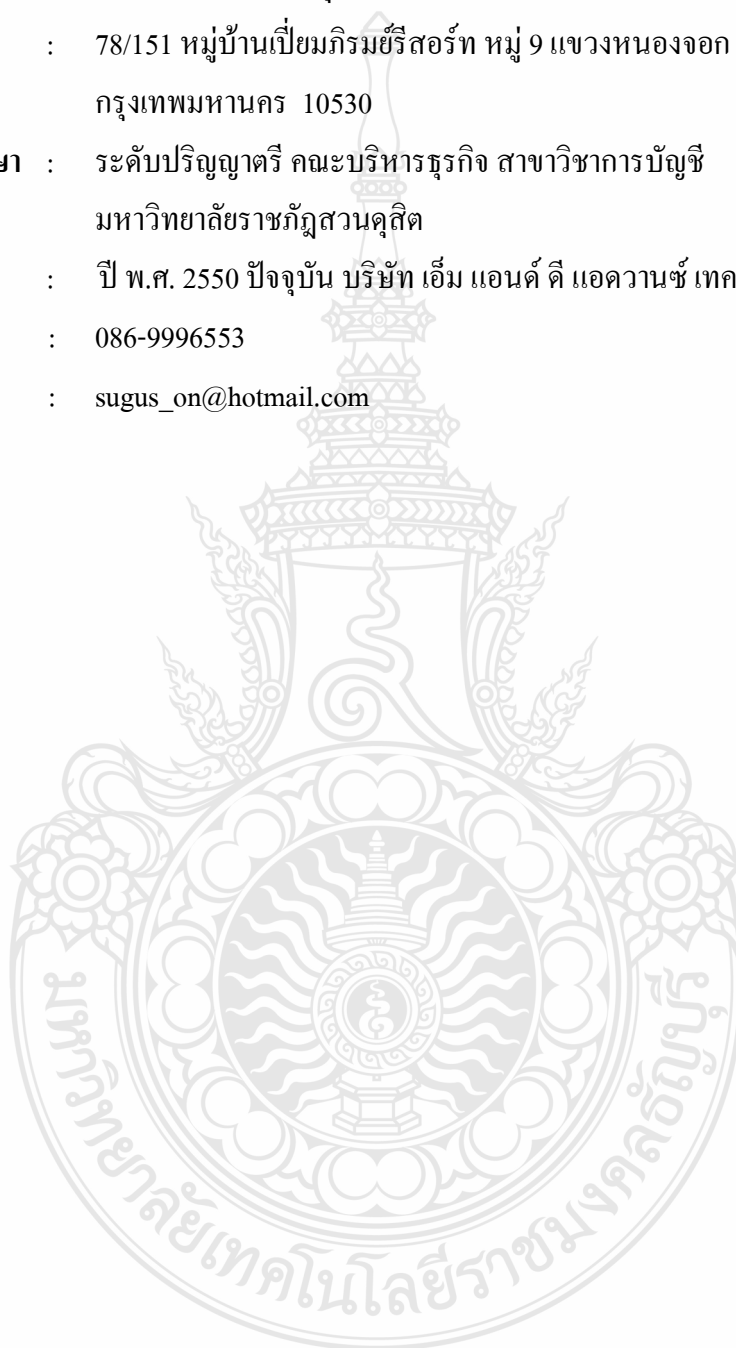 : 78/151 หมู่บ้านเปี่ยมภิรมย์รีสอร์ท หมู่ 9 แขวงหนองจอก
กรุงเทพมหานคร 10530
: ระดับปริญญาตรี คณะบริหารธุรกิจ สาขาวิชาการบัญชี
มหาวิทยาลัยราชภัฏสวนดุสิต
: ปี พ.ศ. 2550 ปัจจุบัน บริษัท เอ็ม แอนด์ ดี แอดวานซ์ เทค
: 086-9996553
: sugus_on@hotmail.com
มหาวิทยาลัยเทคโนโลยีราชมงคลธัญบุรี